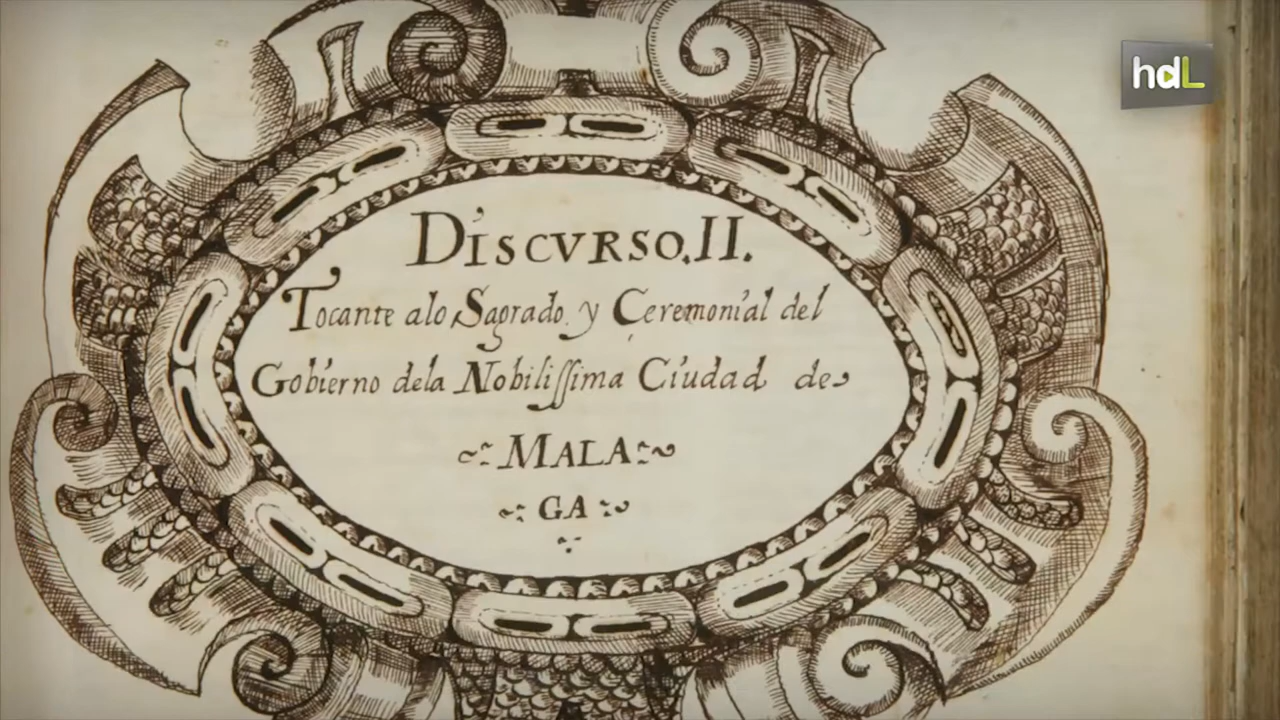 hdL
DiSCVRSO.II.
Tocante alo Sagrado y Ceremonial del
Gobierno dela Nobiliſſima Ciudad de
MALA
GA